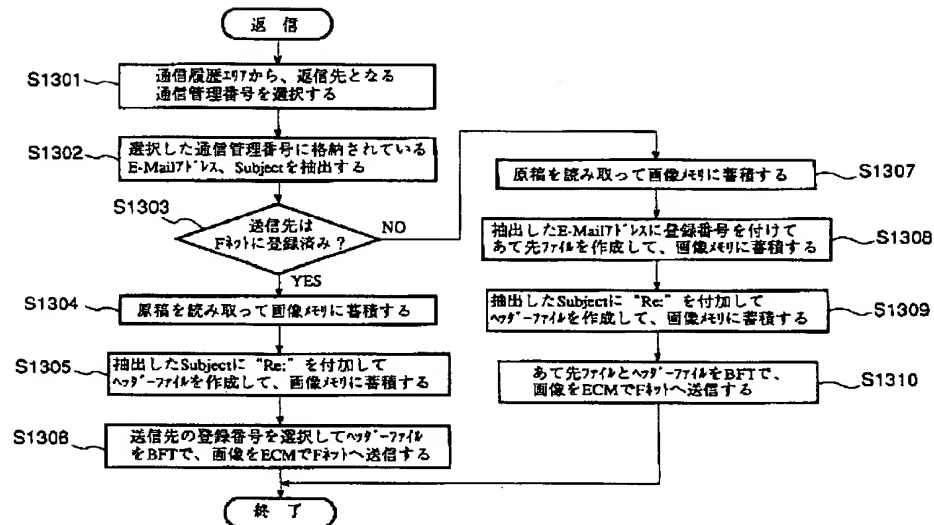 返 信
S1301
通信履歴エリアから、返信先となる
通信管理番号を選択する
S1302
選択した通信管理番号に格納されている
E-Mailアドレス、Subjectを抽出する
S1303
送信先は
Fネットに登録済み？
NO
YES
S1304
原稿を読み取って画像メモリに蓄積する
S1305
抽出したSubjectに “Re:” を付加して
ヘッダーファイルを作成して、画像メモリに蓄積する
S1306
送信先の登録番号を選択してヘッダーファイル
をBFTで、画像をECMでFネットへ送信する
原稿を読み取って画像メモリに蓄積する
S1307
抽出したE-Mailアドレスに登録番号を付けて
あて先ファイルを作成して、画像メモリに蓄積する
S1308
抽出したSubjectに “Re:” を付加して
ヘッダーファイルを作成して、画像メモリに蓄積する
S1309
あて先ファイルとヘッダーファイルをBFTで、
画像をECMでFネットへ送信する
S1310
終 了